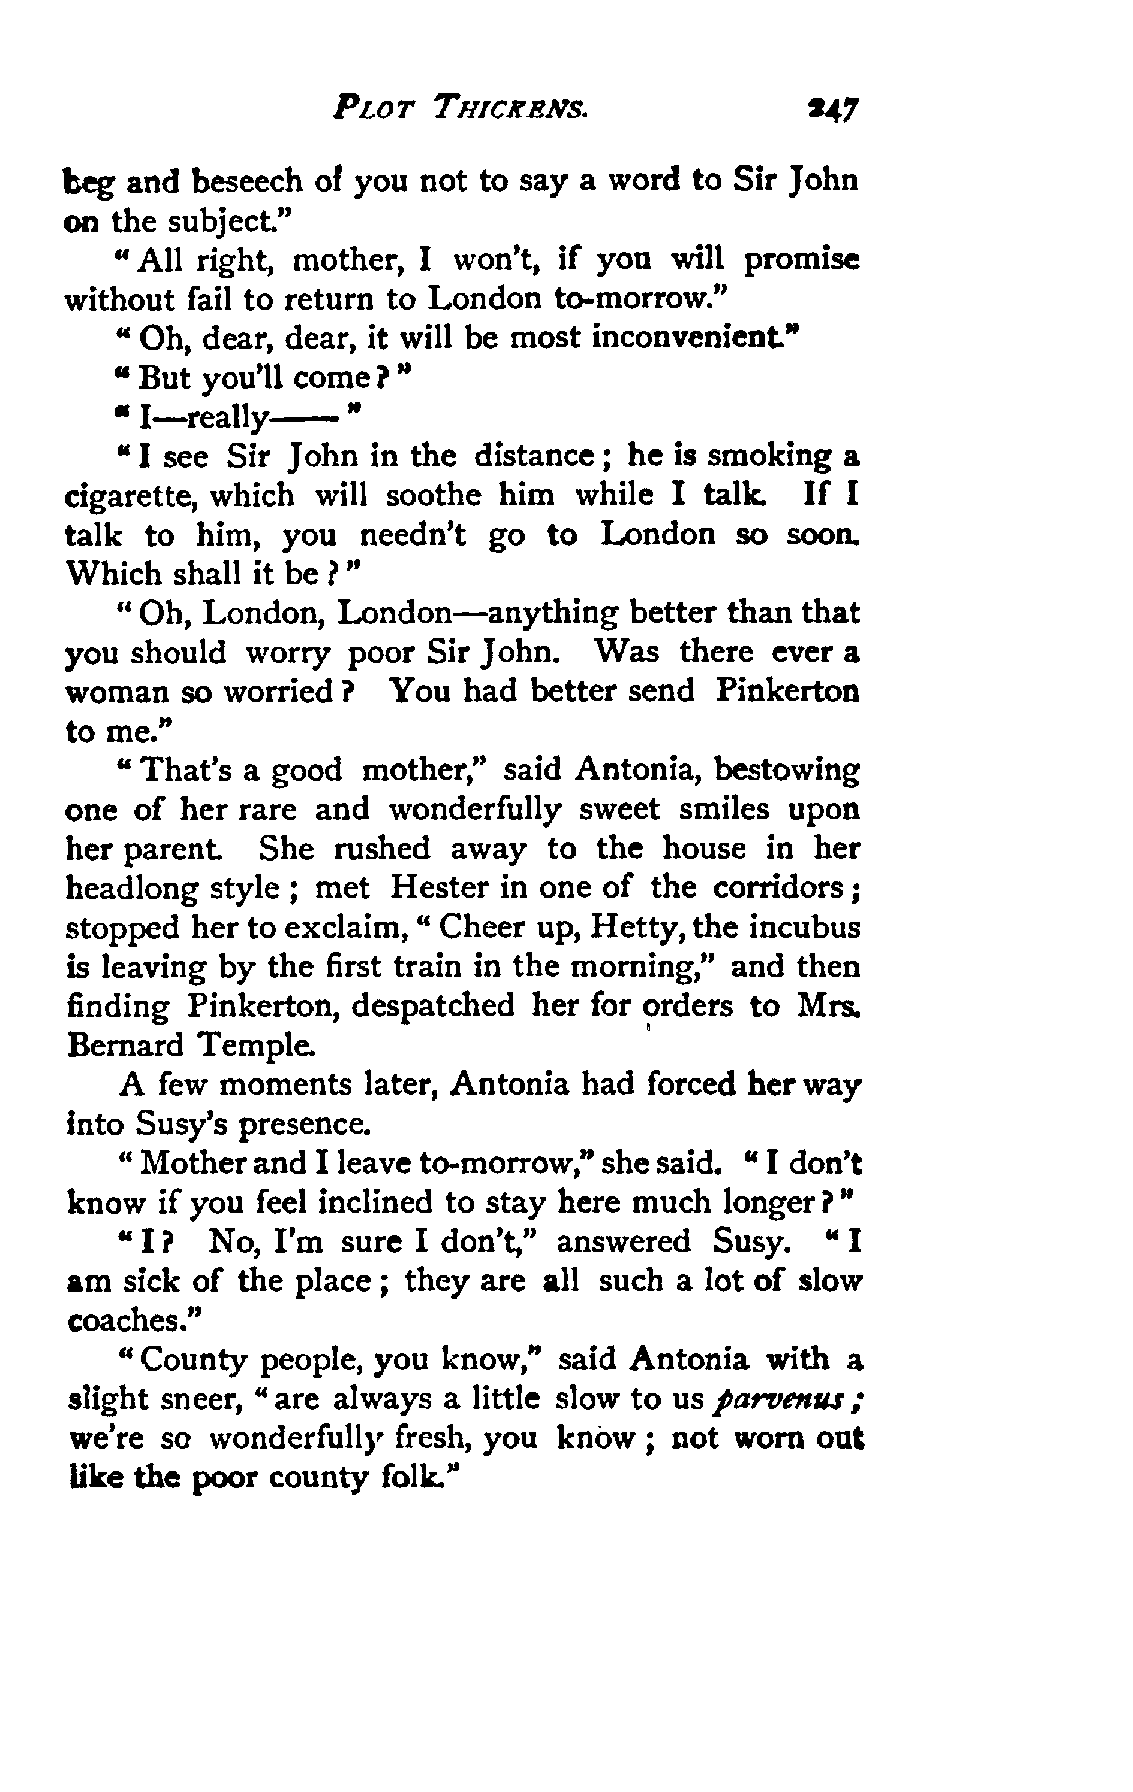 PLOT THICKENS. 247
beg and beseech of you not to say a word to Sir John
on the subject."
"All right, mother, I won't, if you will promise
without fail to return to London to-morrow."
"Oh, dear, dear, it will be most inconvenient."
"But you'll come?"
"I—really——"
"I see Sir John in the distance; he is smoking a
cigarette, which will soothe him while I talk. If I
talk to him, you needn't go to London so soon.
Which shall it be?"
"Oh, London, London—anything better than that
you should worry poor Sir John. Was there ever a
woman so worried? You had better send Pinkerton
to me."
"That's a good mother," said Antonia, bestowing
one of her rare and wonderfully sweet smiles upon
her parent. She rushed away to the house in her
headlong style; met Hester in one of the corridors;
stopped her to exclaim, "Cheer up, Hetty, the incubus
is leaving by the first train in the morning," and then
finding Pinkerton, despatched her for orders to Mrs.
Bernard Temple.
A few moments later, Antonia had forced her way
into Susy's presence.
"Mother and I leave to-morrow," she said. "I don't
know if you feel inclined to stay here much longer?"
"I? No, I'm sure I don't," answered Susy. "I
am sick of the place; they are all such a lot of slow
coaches."
"County people, you know," said Antonia with a
slight sneer, "are always a little slow to us parvenus;
we're so wonderfully fresh, you know; not worn out
like the poor county folk."